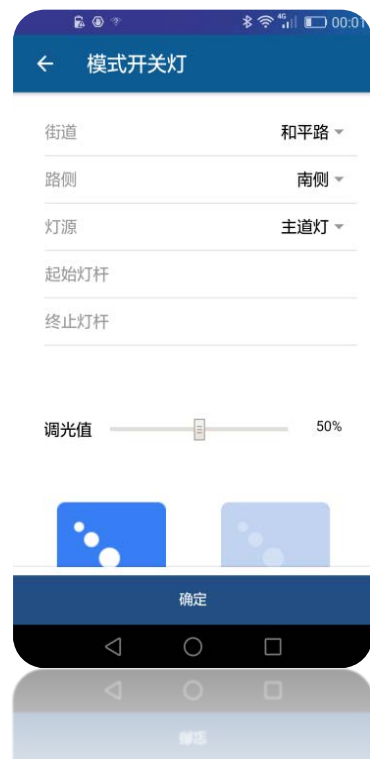 4G 00:01
模式开关灯
街道 和平路
路侧 南侧
灯源 主道灯
起始灯杆
终止灯杆
调光值 50%
确定